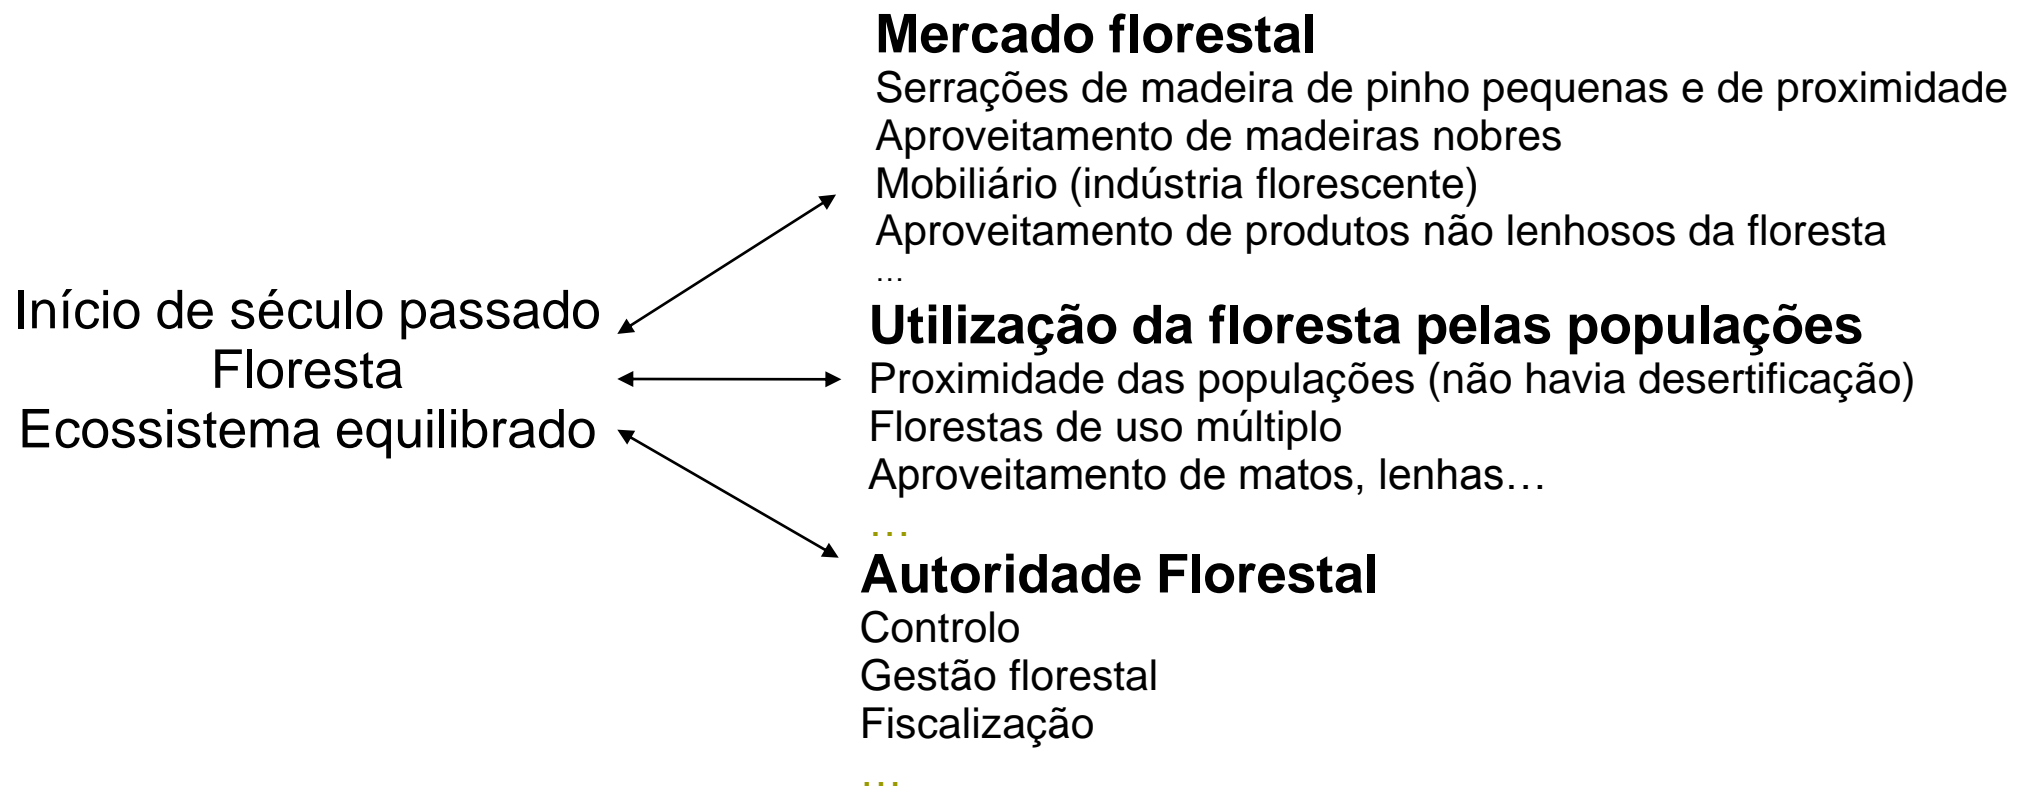 Mercado florestal
Serrações de madeira de pinho pequenas e de proximidade
Aproveitamento de madeiras nobres
Mobiliário (indústria florescente)
Aproveitamento de produtos não lenhosos da floresta
...
Início de século passado
Floresta
Ecossistema equilibrado
Utilização da floresta pelas populações
Proximidade das populações (não havia desertificação)
Florestas de uso múltiplo
Aproveitamento de matos, lenhas…
…
Autoridade Florestal
Controlo
Gestão florestal
Fiscalização
…